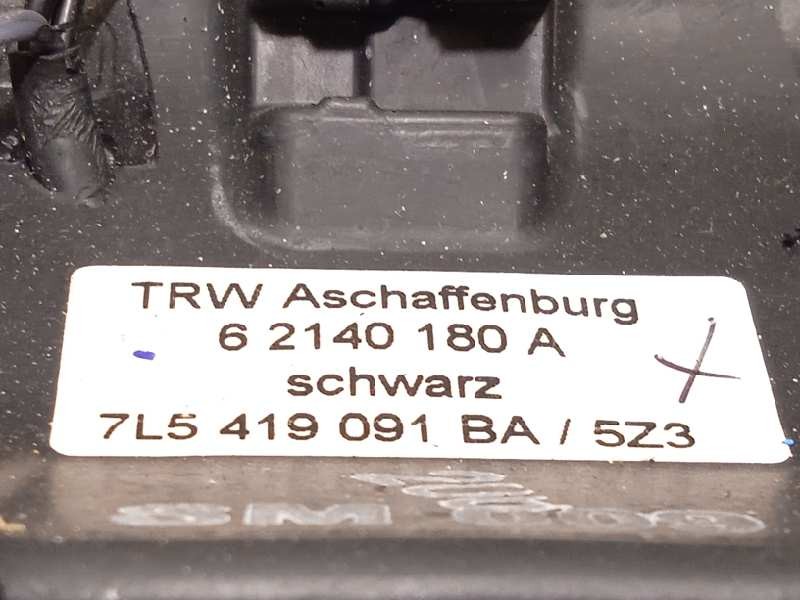 TRW Aschaffenburg
6 2140 180 A
schwarz
7L5 419 091 BA / 5Z3